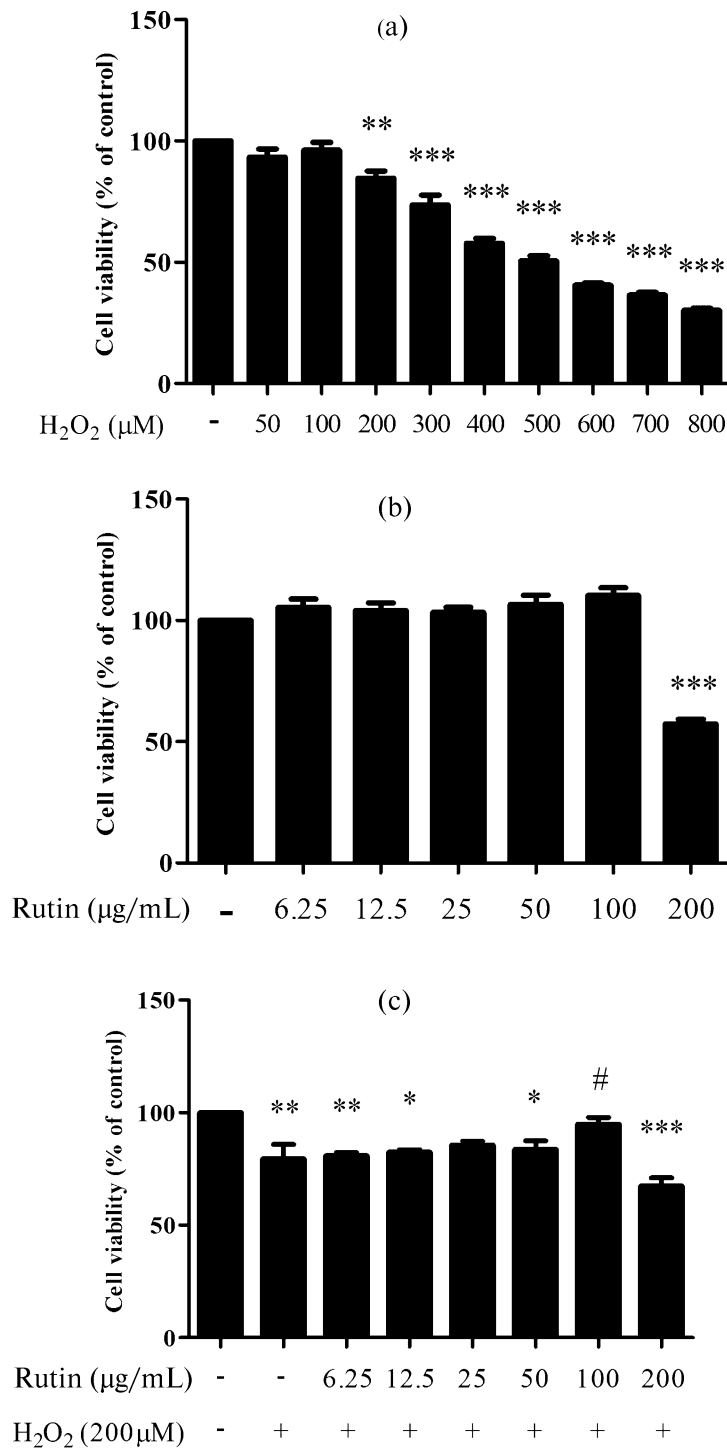 (a)
Cell viability (% of control)
150
100
50
0
** *** *** *** *** *** ***
H₂O₂ (μM) - 50 100 200 300 400 500 600 700 800
(b)
Cell viability (% of control)
150
100
50
0
***
Rutin (μg/mL) - 6.25 12.5 25 50 100 200
(c)
Cell viability (% of control)
150
100
50
0
** ** * * # ***
Rutin (μg/mL) - - 6.25 12.5 25 50 100 200
H₂O₂ (200μM) - + + + + + + +